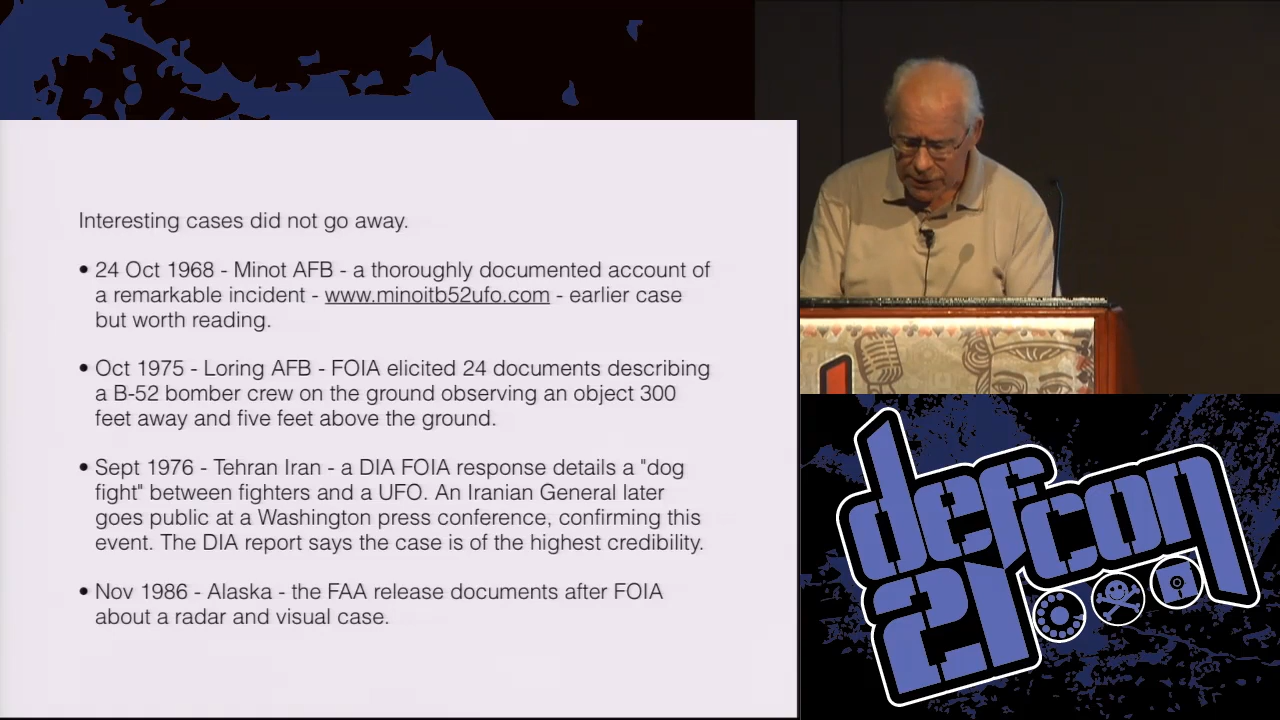 Interesting cases did not go away.
• 24 Oct 1968 - Minot AFB - a thoroughly documented account of
a remarkable incident - www.minoitb52ufo.com - earlier case
but worth reading.
• Oct 1975 - Loring AFB - FOIA elicited 24 documents describing
a B-52 bomber crew on the ground observing an object 300
feet away and five feet above the ground.
• Sept 1976 - Tehran Iran - a DIA FOIA response details a "dog
fight" between fighters and a UFO. An Iranian General later
goes public at a Washington press conference, confirming this
event. The DIA report says the case is of the highest credibility.
• Nov 1986 - Alaska - the FAA release documents after FOIA
about a radar and visual case.
defcon
21